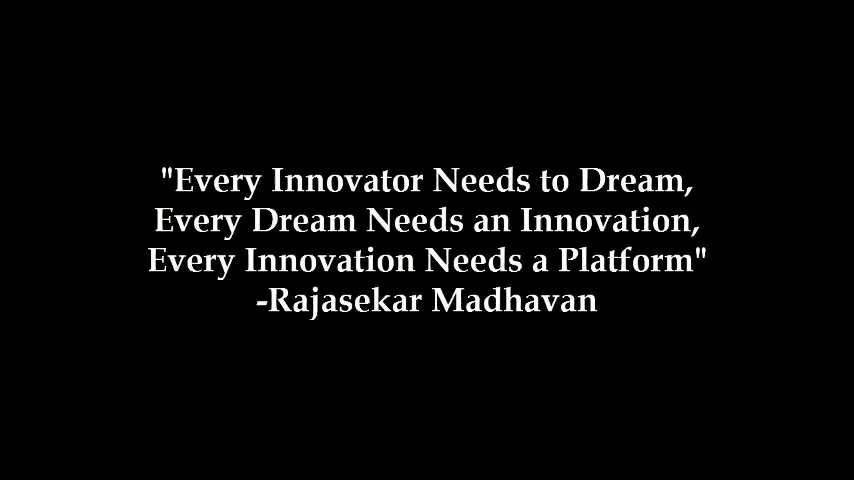 "Every Innovator Needs to Dream,
Every Dream Needs an Innovation,
Every Innovation Needs a Platform"
-Rajasekar Madhavan